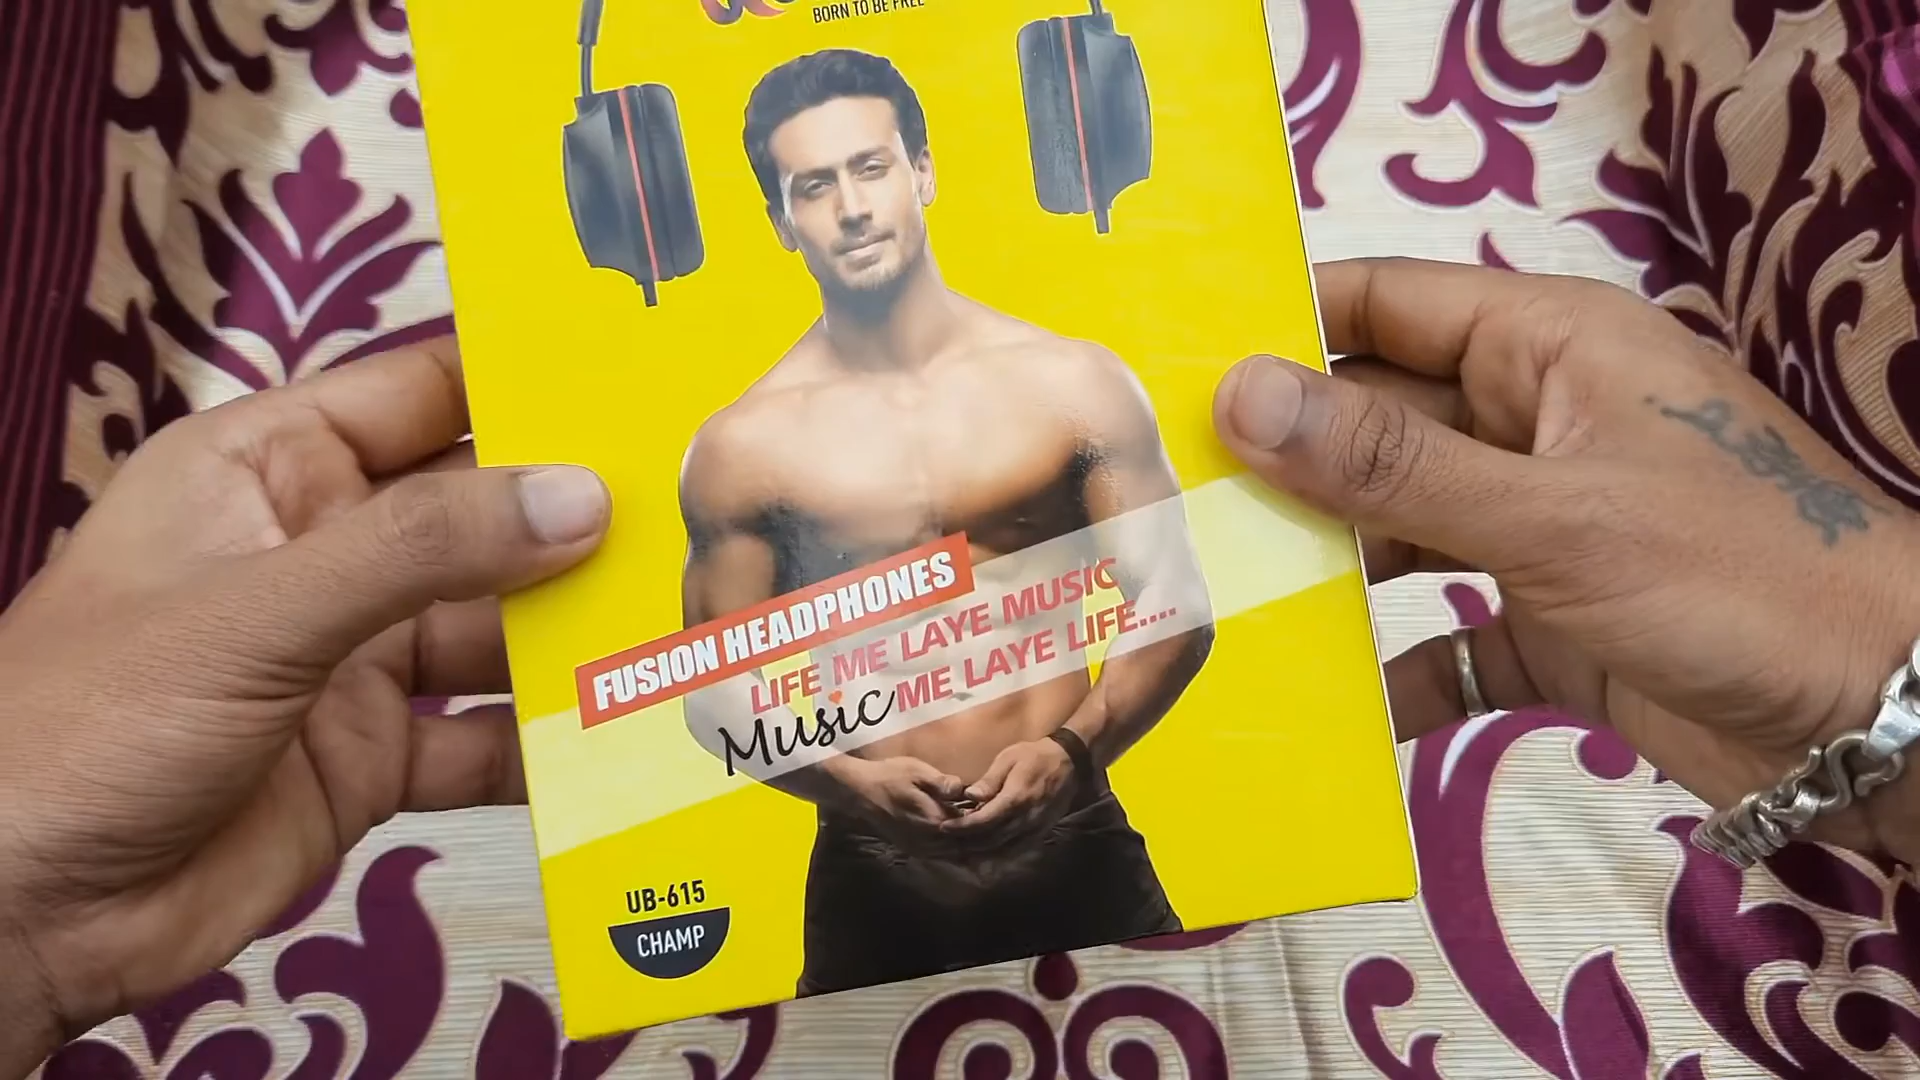 BORN TO BE FREE
FUSION HEADPHONES
LIFE ME LAYE MUSIC
Music ME LAYE LIFE....
UB-615
CHAMP